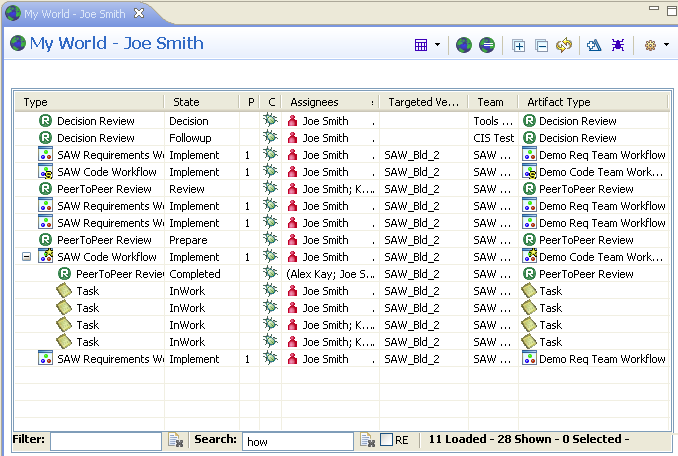 My World - Joe Smith
My World - Joe Smith
Type State P C Assignees Targeted Ve... Team Artifact Type
R Decision Review Decision Joe Smith Tools ... R Decision Review
R Decision Review Followup Joe Smith CIS Test R Decision Review
SAW Requirements Wo Implement 1 Joe Smith SAW_Bld_2 SAW ... Demo Req Team Workflow
SAW Code Workflow Implement 1 Joe Smith SAW_Bld_2 SAW ... Demo Code Team Work...
R PeerToPeer Review Review Joe Smith; K... SAW_Bld_2 SAW ... R PeerToPeer Review
SAW Requirements Wo Implement 1 Joe Smith SAW_Bld_2 SAW ... Demo Req Team Workflow
SAW Requirements Wo Implement 1 Joe Smith SAW_Bld_2 SAW ... Demo Req Team Workflow
R PeerToPeer Review Prepare Joe Smith SAW_Bld_2 SAW ... R PeerToPeer Review
SAW Code Workflow Implement 1 Joe Smith SAW_Bld_2 SAW ... Demo Code Team Work...
R PeerToPeer Review Completed (Alex Kay; Joe S... SAW_Bld_2 SAW ... R PeerToPeer Review
Task InWork Joe Smith SAW_Bld_2 SAW ... Task
Task InWork Joe Smith SAW_Bld_2 SAW ... Task
Task InWork Joe Smith; K... SAW_Bld_2 SAW ... Task
Task InWork Joe Smith; K... SAW_Bld_2 SAW ... Task
SAW Requirements Wo Implement 1 Joe Smith SAW_Bld_2 SAW ... Demo Req Team Workflow
Filter: Search: how RE 11 Loaded - 28 Shown - 0 Selected -